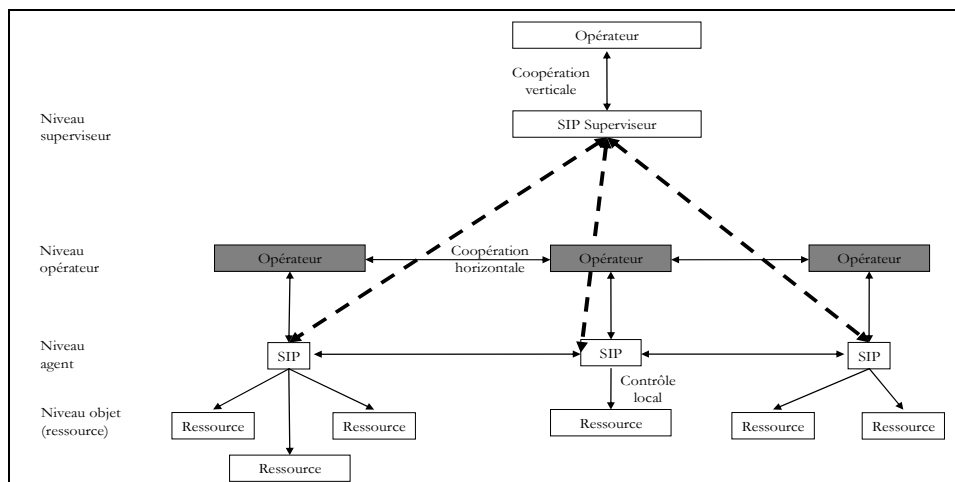 Opérateur
Coopération
verticale
Niveau
superviseur
SIP Superviseur
Niveau
opérateur
Opérateur
Coopération
horizontale
Opérateur
Opérateur
Niveau
agent
SIP
SIP
SIP
Contrôle
local
Niveau objet
(ressource)
Ressource
Ressource
Ressource
Ressource
Ressource
Ressource